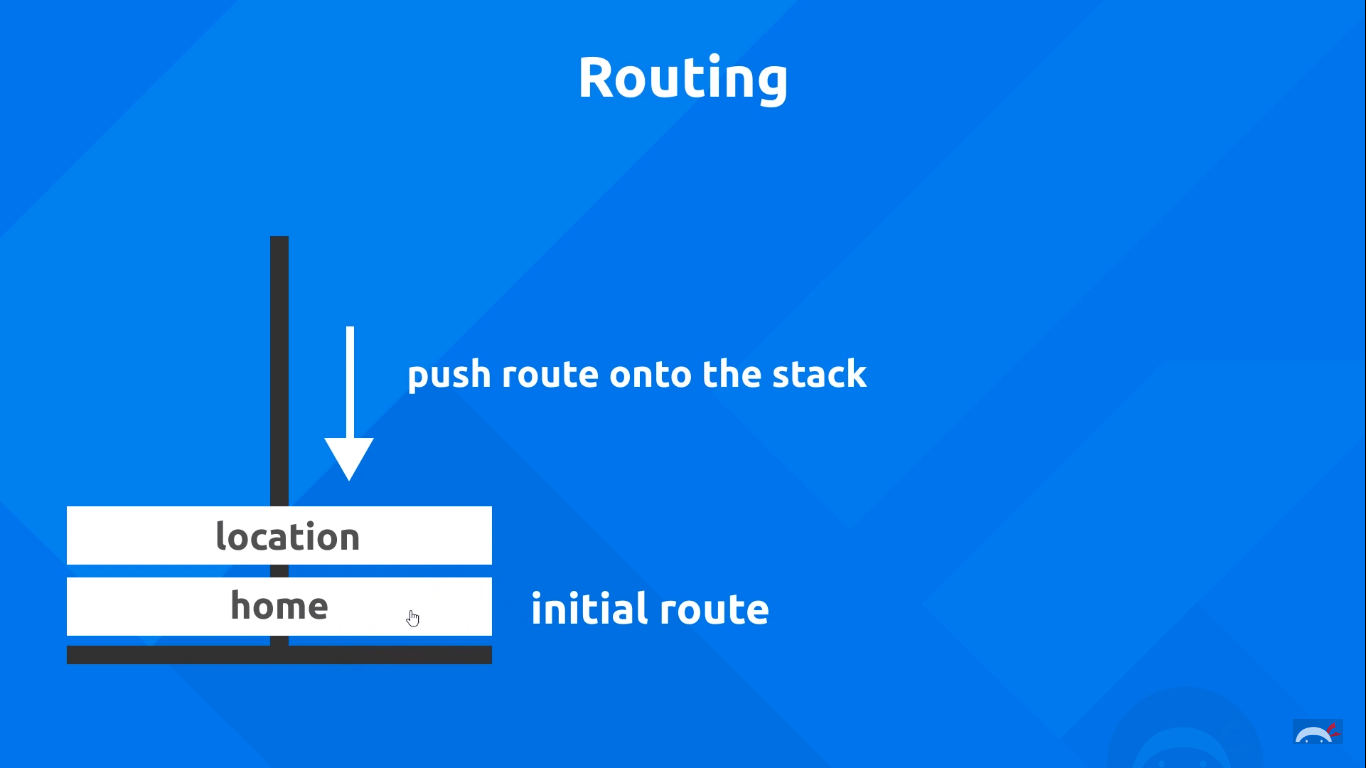 Routing
push route onto the stack
location
home
initial route